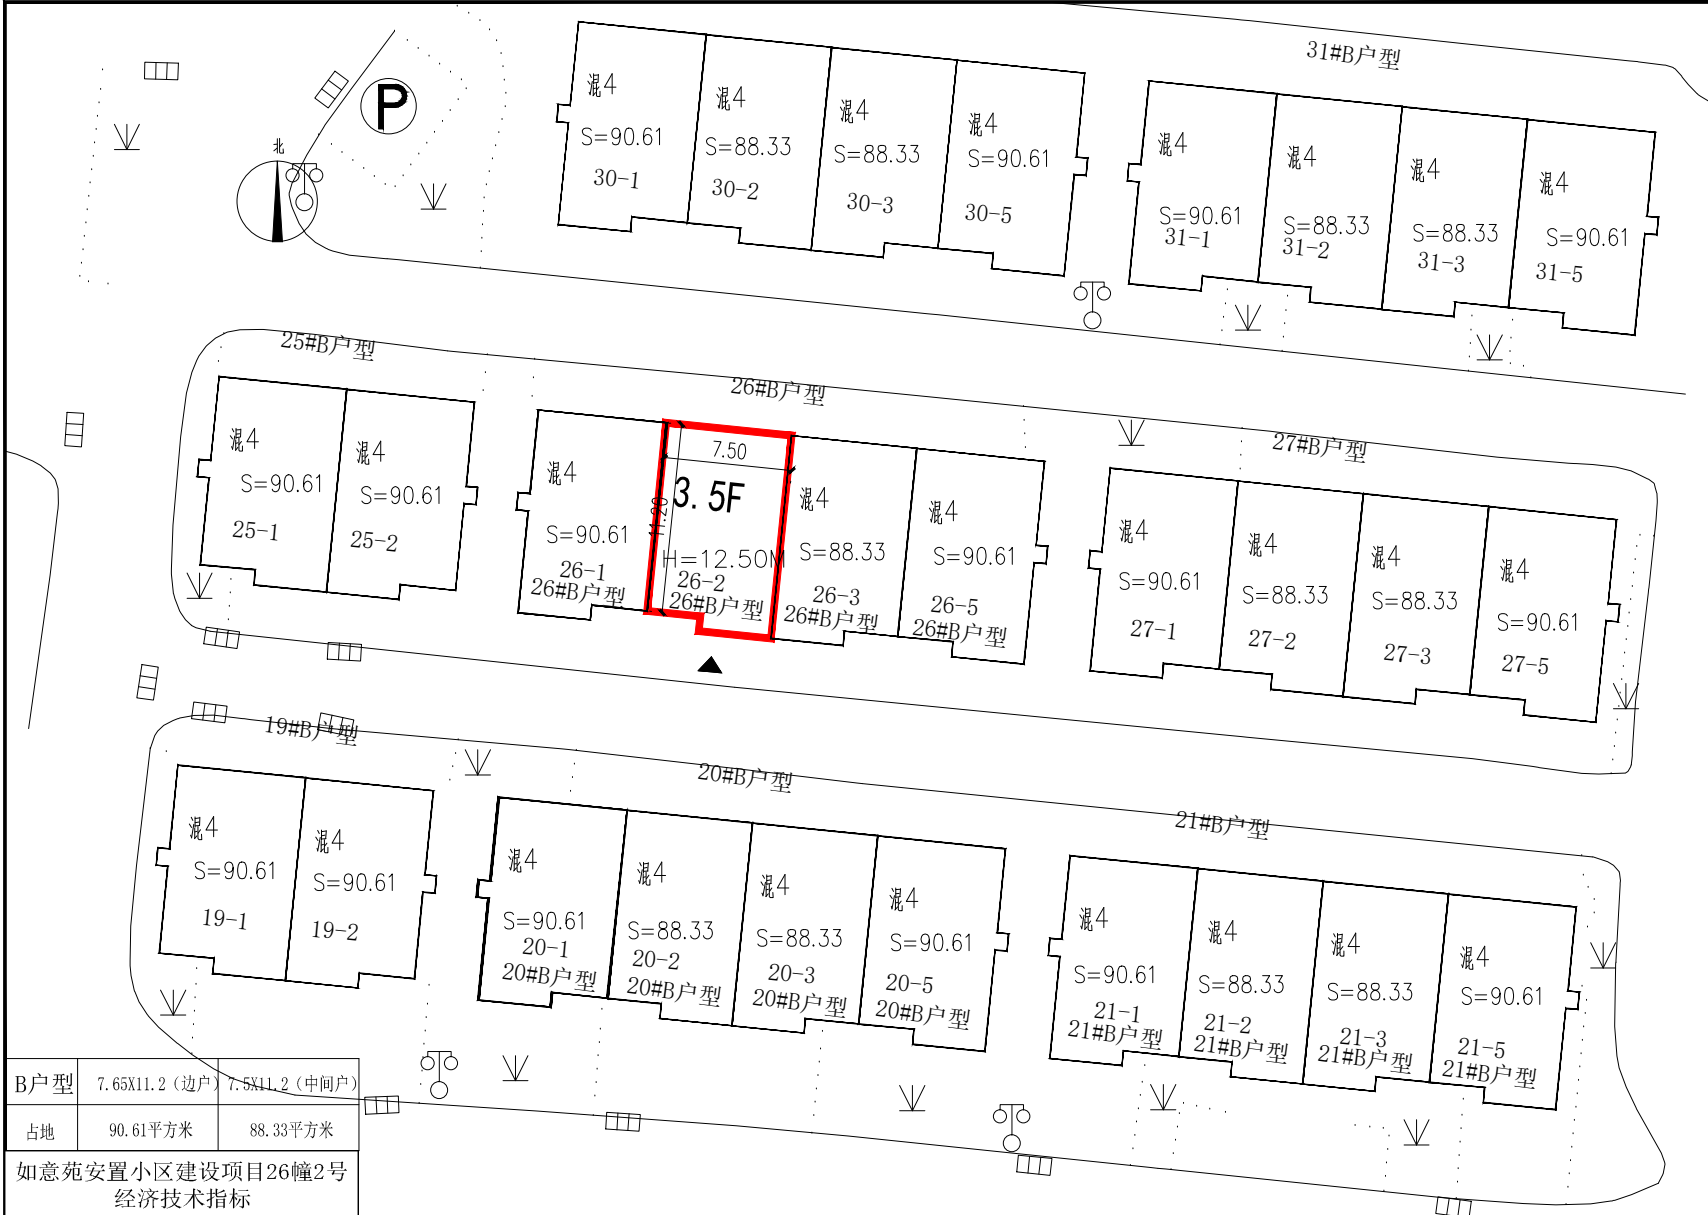 31#B户型
P
北
混4
S=90.61
30-1
混4
S=88.33
30-2
混4
S=88.33
30-3
混4
S=90.61
30-5
混4
S=90.61
31-1
混4
S=88.33
31-2
混4
S=88.33
31-3
混4
S=90.61
31-5
25#B户型
26#B户型
27#B户型
混4
S=90.61
25-1
混4
S=90.61
25-2
混4
S=90.61
26-1
26#B户型
7.50
11.20
3.5F
H=12.50M
26-2
26#B户型
混4
S=88.33
26-3
26#B户型
混4
S=90.61
26-5
26#B户型
混4
S=90.61
27-1
混4
S=88.33
27-2
混4
S=88.33
27-3
混4
S=90.61
27-5
19#B户型
20#B户型
21#B户型
混4
S=90.61
19-1
混4
S=90.61
19-2
混4
S=90.61
20-1
20#B户型
混4
S=88.33
20-2
20#B户型
混4
S=88.33
20-3
20#B户型
混4
S=90.61
20-5
20#B户型
混4
S=90.61
21-1
21#B户型
混4
S=88.33
21-2
21#B户型
混4
S=88.33
21-3
21#B户型
混4
S=90.61
21-5
21#B户型
B户型 7.65X11.2（边户） 7.5X11.2（中间户）
占地 90.61平方米 88.33平方米
如意苑安置小区建设项目26幢2号
经济技术指标